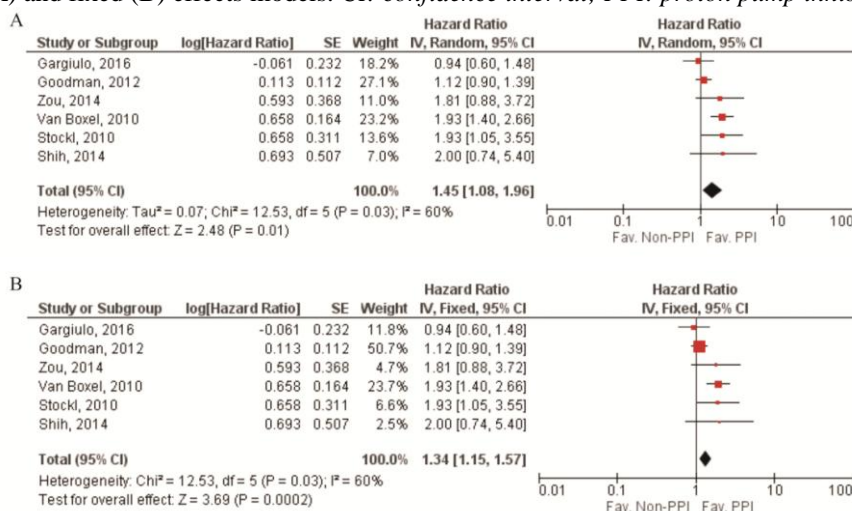 and fixed (B) effects models. CI: confidence interval; PPI: proton pump
A
Hazard Ratio Hazard Ratio
Study or Subgroup log[Hazard Ratio] SE Weight IV, Random, 95% CI IV, Random, 95% CI
Gargiulo, 2016 -0.061 0.232 18.2% 0.94 [0.60, 1.48]
Goodman, 2012 0.113 0.112 27.1% 1.12 [0.90, 1.39]
Zou, 2014 0.593 0.368 11.0% 1.81 [0.88, 3.72]
Van Boxel, 2010 0.658 0.164 23.2% 1.93 [1.40, 2.66]
Stockl, 2010 0.658 0.311 13.6% 1.93 [1.05, 3.55]
Shih, 2014 0.693 0.507 7.0% 2.00 [0.74, 5.40]
Total (95% CI) 100.0% 1.45 [1.08, 1.96]
Heterogeneity: Tau² = 0.07; Chi² = 12.53, df = 5 (P = 0.03); I² = 60%
Test for overall effect: Z = 2.48 (P = 0.01)
0.01 0.1 1 10 100
Fav. Non-PPI Fav. PPI
B
Hazard Ratio Hazard Ratio
Study or Subgroup log[Hazard Ratio] SE Weight IV, Fixed, 95% CI IV, Fixed, 95% CI
Gargiulo, 2016 -0.061 0.232 11.8% 0.94 [0.60, 1.48]
Goodman, 2012 0.113 0.112 50.7% 1.12 [0.90, 1.39]
Zou, 2014 0.593 0.368 4.7% 1.81 [0.88, 3.72]
Van Boxel, 2010 0.658 0.164 23.7% 1.93 [1.40, 2.66]
Stockl, 2010 0.658 0.311 6.6% 1.93 [1.05, 3.55]
Shih, 2014 0.693 0.507 2.5% 2.00 [0.74, 5.40]
Total (95% CI) 100.0% 1.34 [1.15, 1.57]
Heterogeneity: Chi² = 12.53, df = 5 (P = 0.03); I² = 60%
Test for overall effect: Z = 3.69 (P = 0.0002)
0.01 0.1 1 10 100
Fav. Non-PPI Fav. PPI